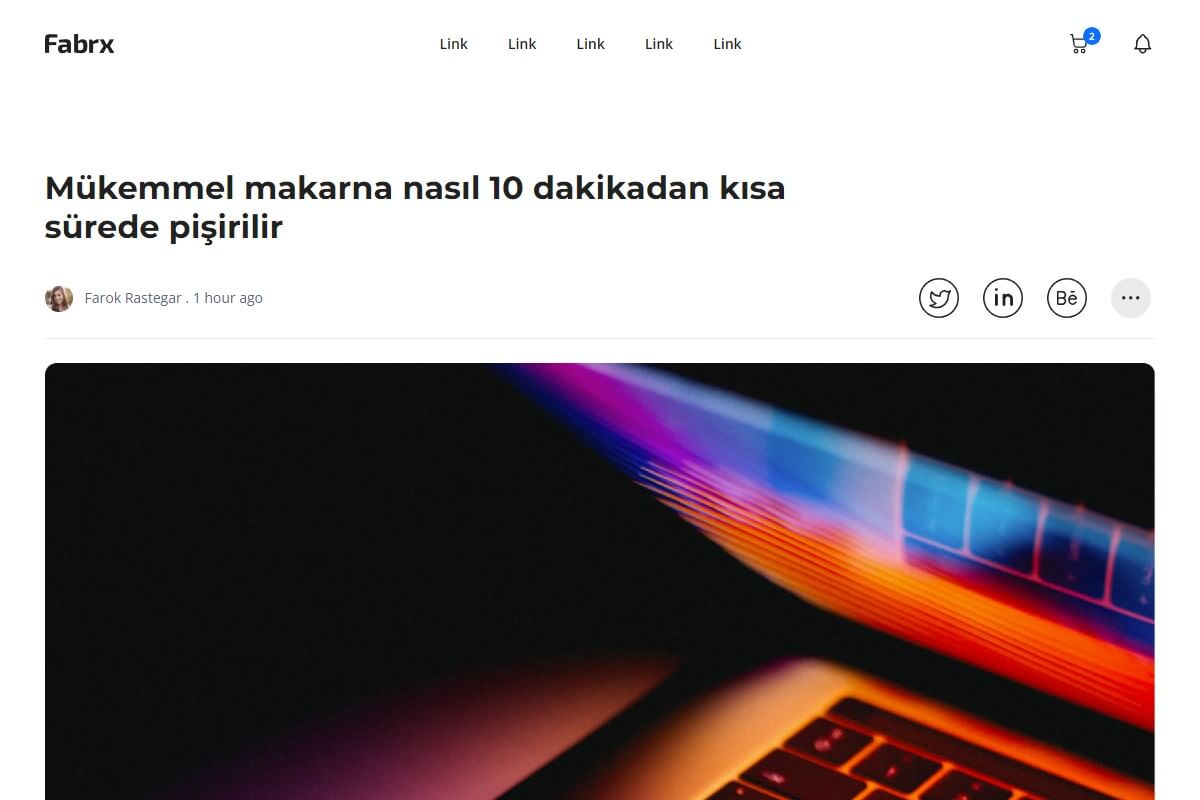 Fabrx
Link
Link
Link
Link
Link
2
Mükemmel makarna nasıl 10 dakikadan kısa
sürede pişirilir
Farok Rastegar . 1 hour ago
in
Bē